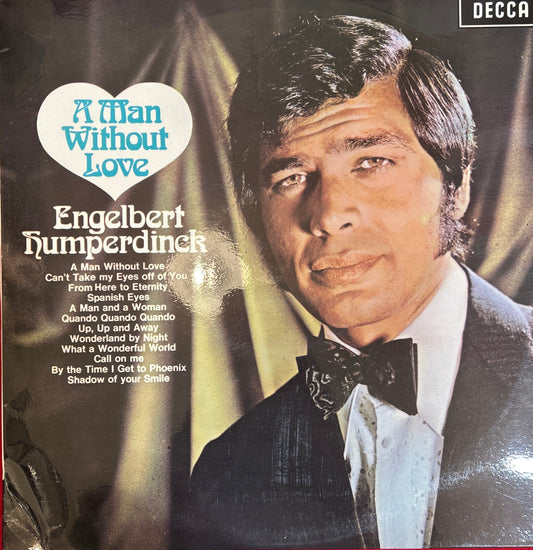 DECCA
A Man
Without
Love
Engelbert
Humperdinck
A Man Without Love
Can't Take my Eyes off of You
From Here to Eternity
Spanish Eyes
A Man and a Woman
Quando Quando Quando
Up, Up and Away
Wonderland by Night
What a Wonderful World
Call on me
By the Time I Get to Phoenix
Shadow of your Smile